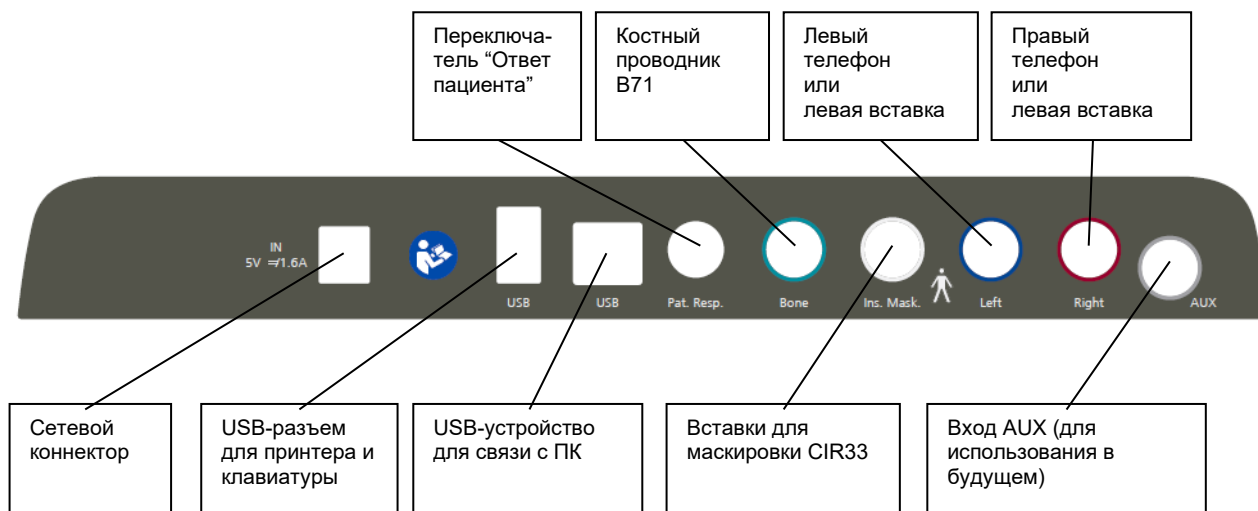 Переключа-
тель “Ответ
пациента”
Костный
проводник
B71
Левый
телефон
или
левая вставка
Правый
телефон
или
левая вставка
IN
5V ⎓/1.6A
USB
USB
Pat. Resp.
Bone
Ins. Mask.
Left
Right
AUX
Сетевой
коннектор
USB-разъем
для принтера и
клавиатуры
USB-устройство
для связи с ПК
Вставки для
маскировки CIR33
Вход AUX (для
использования в
будущем)